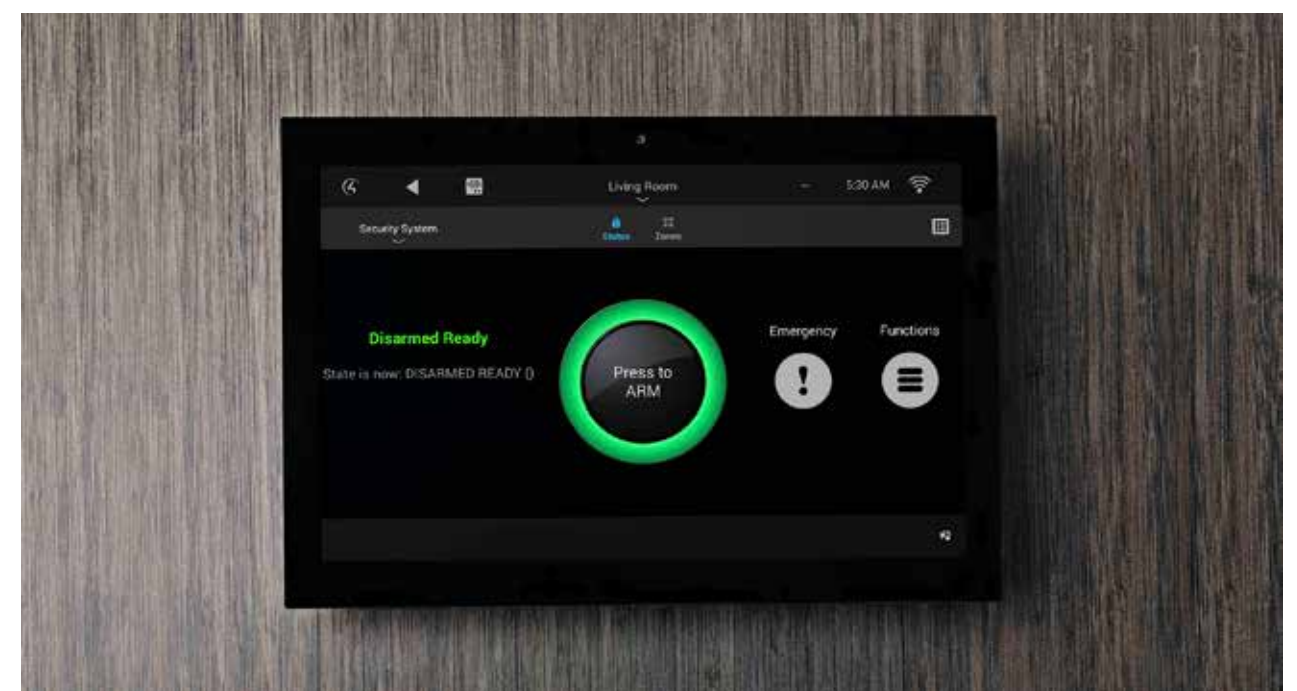 Living Room
5:30 AM
Security System
Status
Zones
Disarmed Ready
State is now: DISARMED READY ()
Press to
ARM
Emergency
Functions